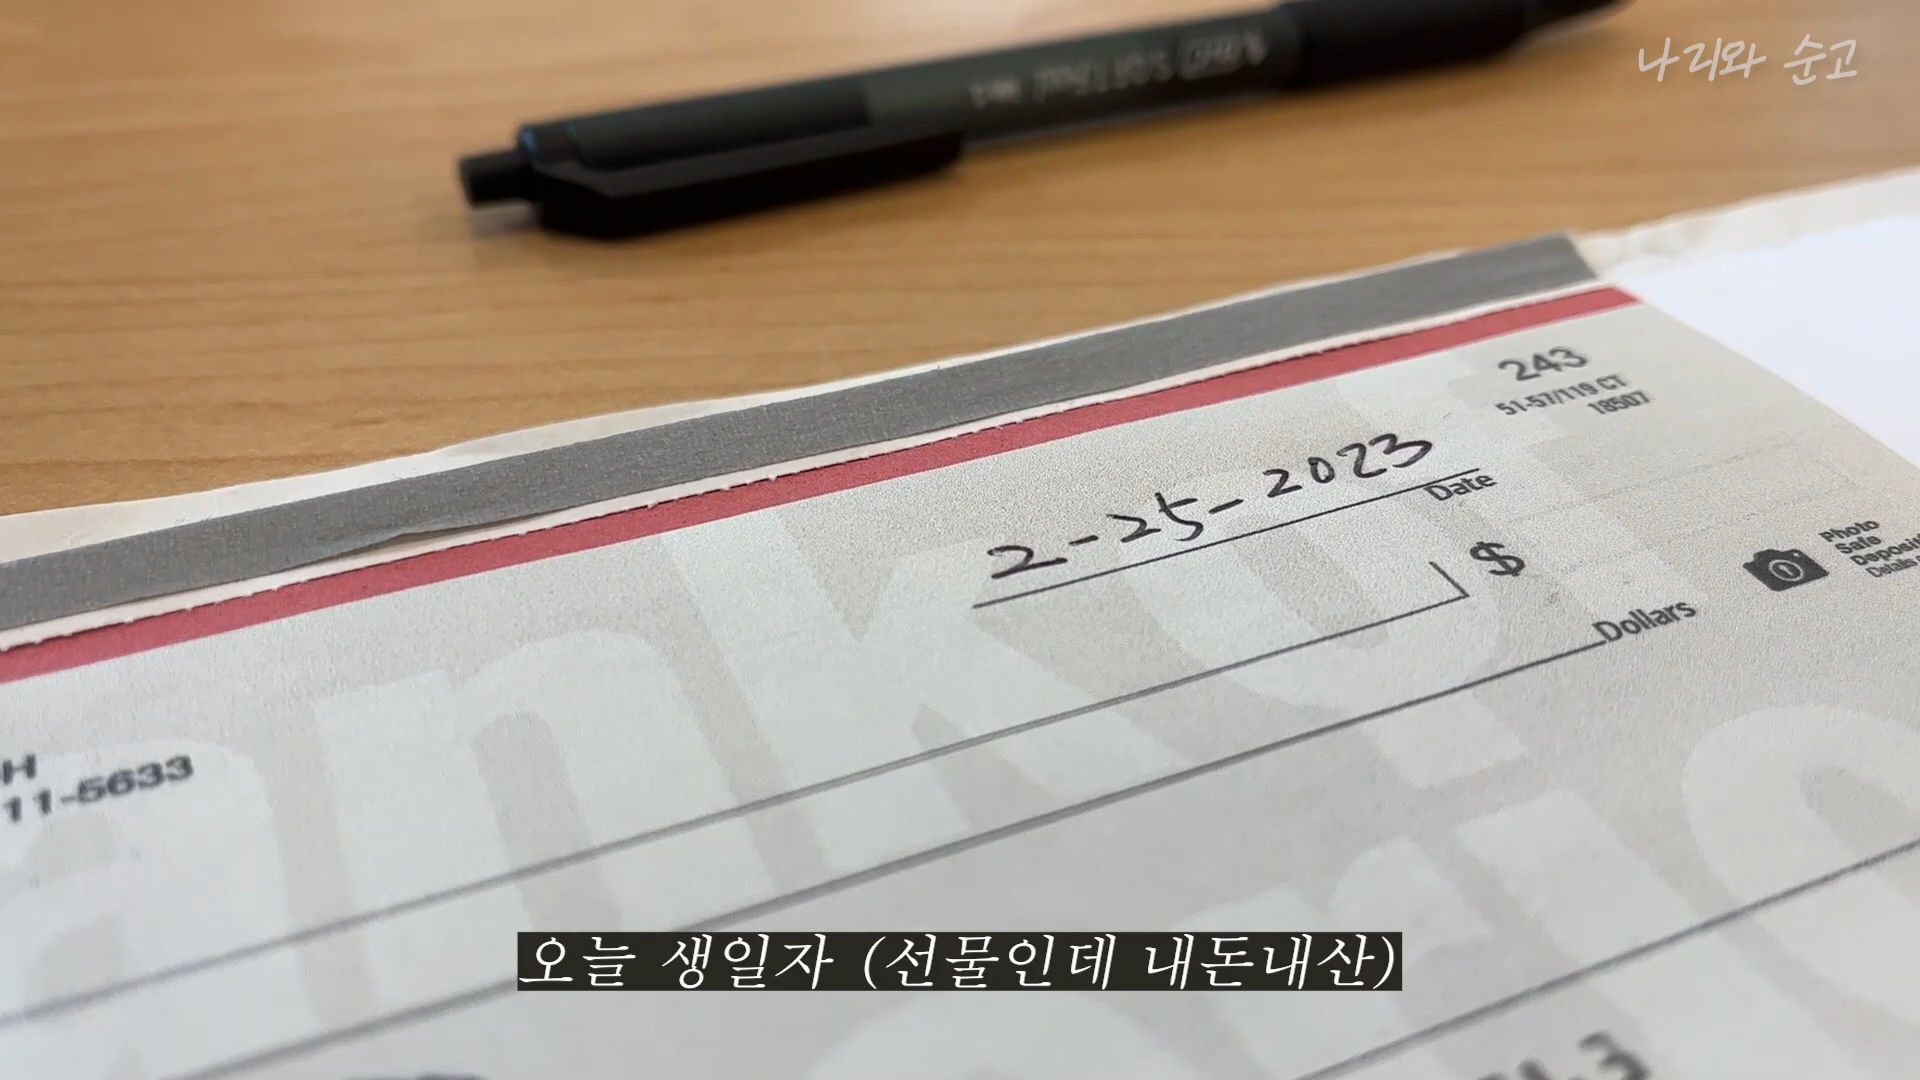 나리와 순고
243
51-57/119 CT
18507
2-25-2023
Date
$
Dollars
Photo
Safe
Deposit
Details
H
11-5633
오늘 생일자 (선물인데 내돈내산)